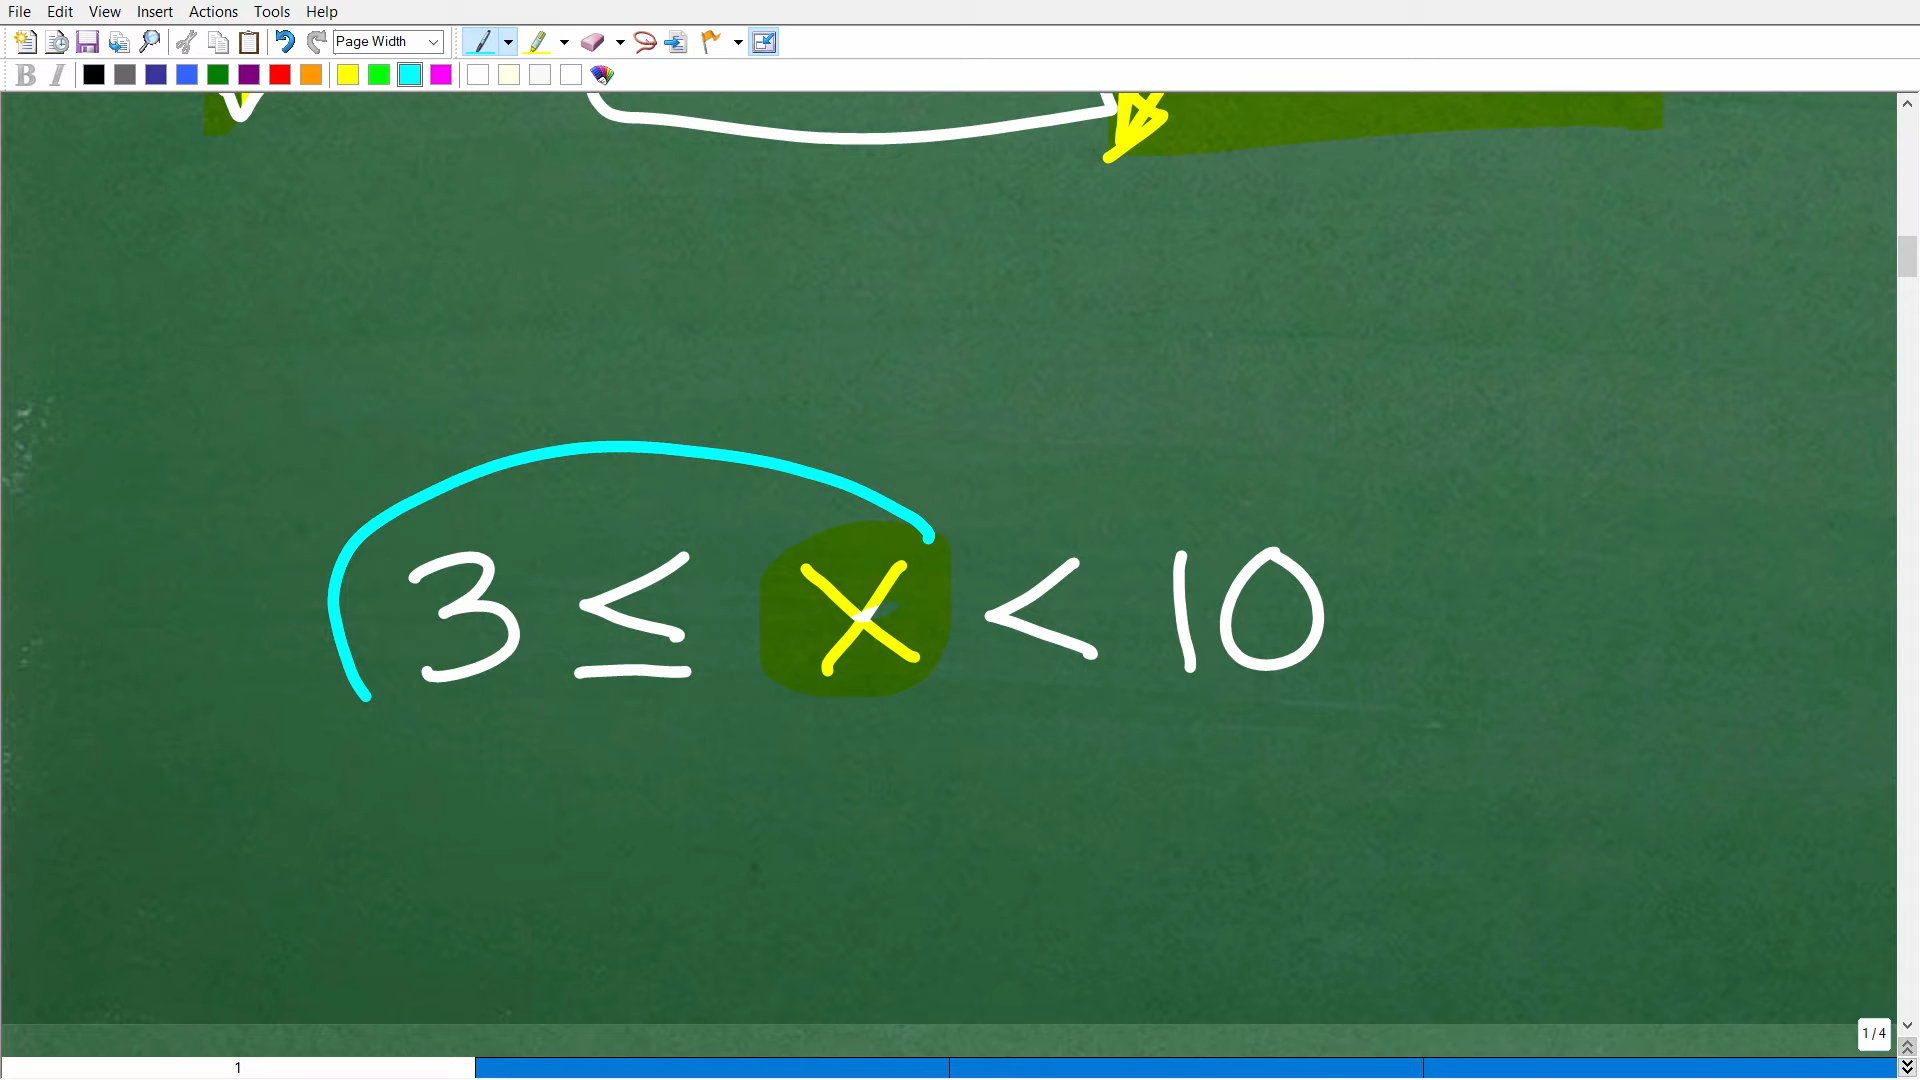 File Edit View Insert Actions Tools Help
Page Width
B I
3 ≤ x < 10
1 / 4
1